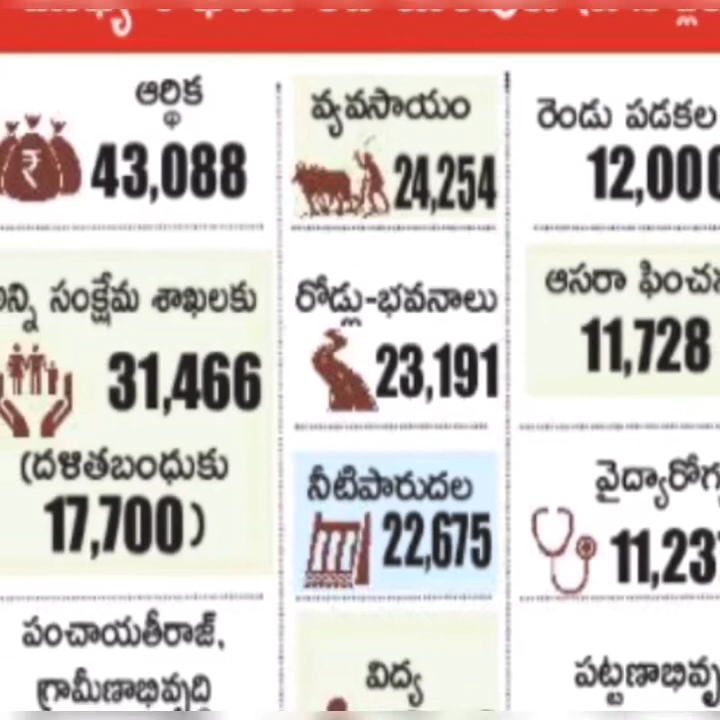 ఆర్థిక
43,088
వ్యవసాయం
24,254
రెండు పడకల
12,000
సంక్షేమ శాఖలకు
31,466
(దళితబంధుకు
17,700)
రోడ్లు-భవనాలు
23,191
ఆసరా
11,728
నీటిపారుదల
22,675
పంచాయతీరాజ్,
గ్రామీణాభివృద్ధి
విద్య